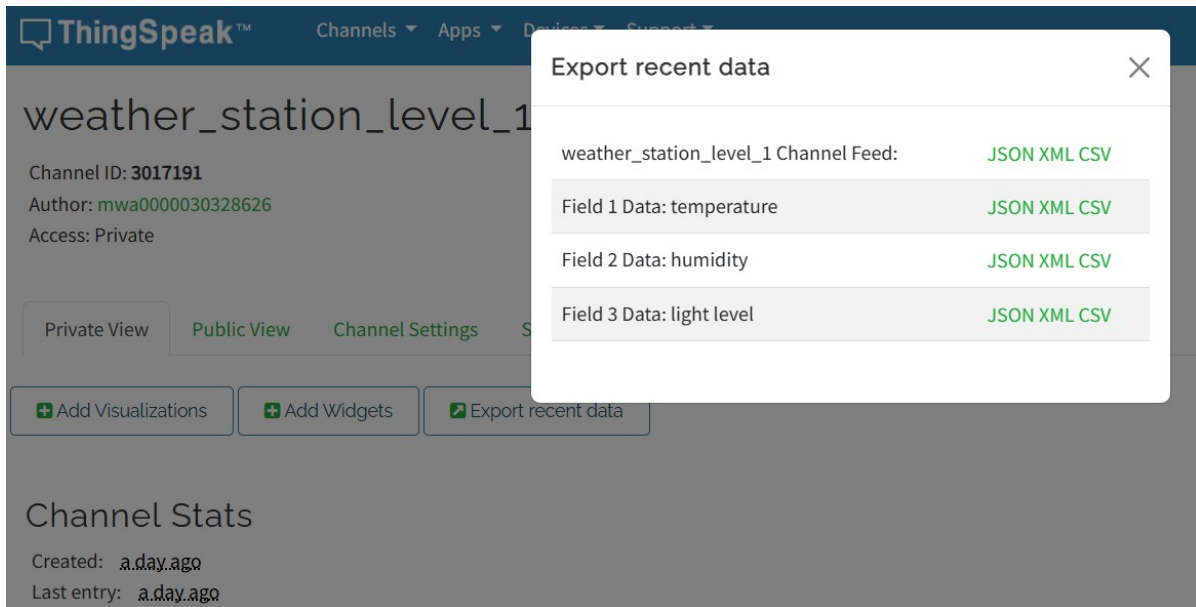 ThingSpeak™ Channels Apps Devices Support
Export recent data
weather_station_level_1
weather_station_level_1 Channel Feed: JSON XML CSV
Channel ID: 3017191
Author: mwa0000030328626
Access: Private
Field 1 Data: temperature JSON XML CSV
Field 2 Data: humidity JSON XML CSV
Field 3 Data: light level JSON XML CSV
Private View Public View Channel Settings
Add Visualizations Add Widgets Export recent data
Channel Stats
Created: a day ago
Last entry: a day ago